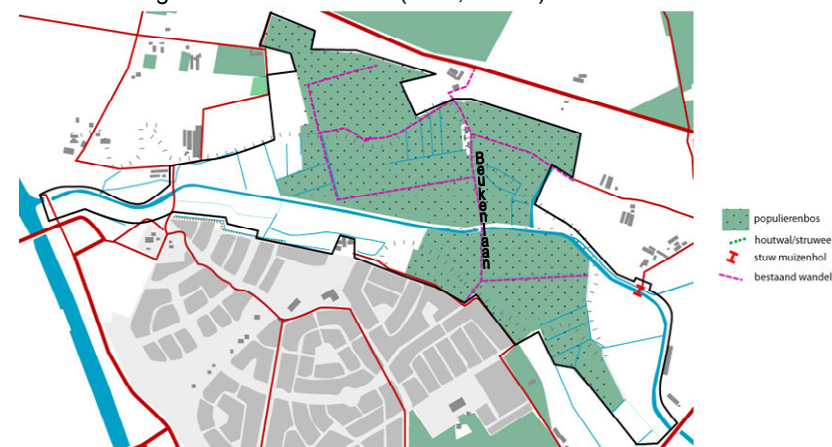 Beukenlaan
populierenbos
houtwal/struwee
stuw muizenhol
bestaand wandel